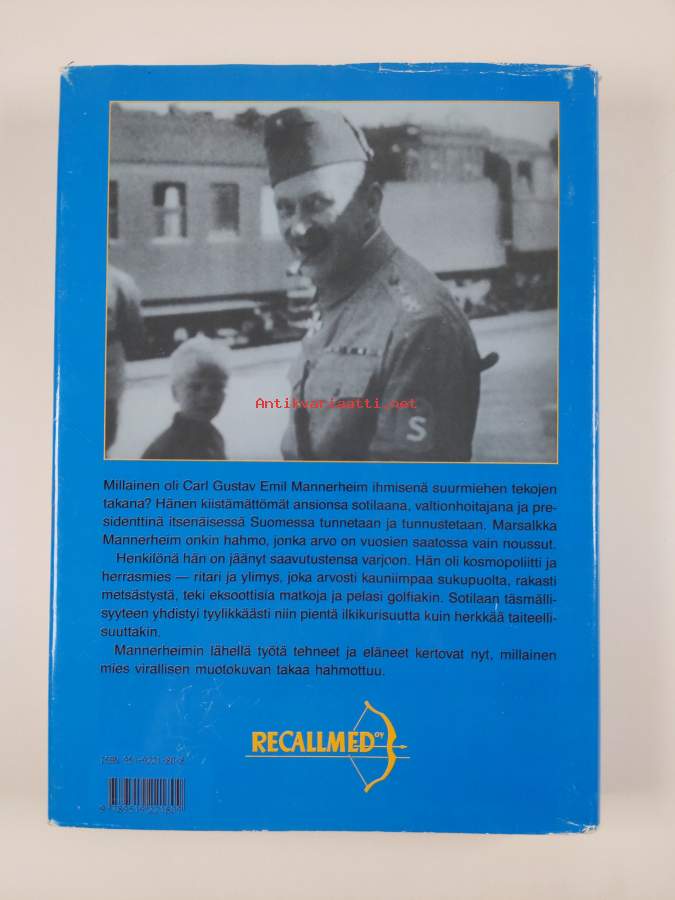 S
Antikvariaatti.net
Millainen oli Carl Gustav Emil Mannerheim ihmisenä suurmiehen tekojen
takana? Hänen kiistämättömät ansionsa sotilaana, valtionhoitajana ja pre-
sidenttinä itsenäisessä Suomessa tunnetaan ja tunnustetaan. Marsalkka
Mannerheim onkin hahmo, jonka arvo on vuosien saatossa vain noussut.
Henkilönä hän on jäänyt saavutustensa varjoon. Hän oli kosmopoliitti ja
herrasmies — ritari ja ylimys, joka arvosti kauniimpaa sukupuolta, rakasti
metsästystä, teki eksoottisia matkoja ja pelasi golfiakin. Sotilaan täsmälli-
syyteen yhdistyi tyylikkäästi niin pientä ilkikurisuutta kuin herkkää taiteelli-
suuttakin.
Mannerheimin lähellä työtä tehneet ja eläneet kertovat nyt, millainen
mies virallisen muotokuvan takaa hahmottuu.
RECALLMED OY
ISBN